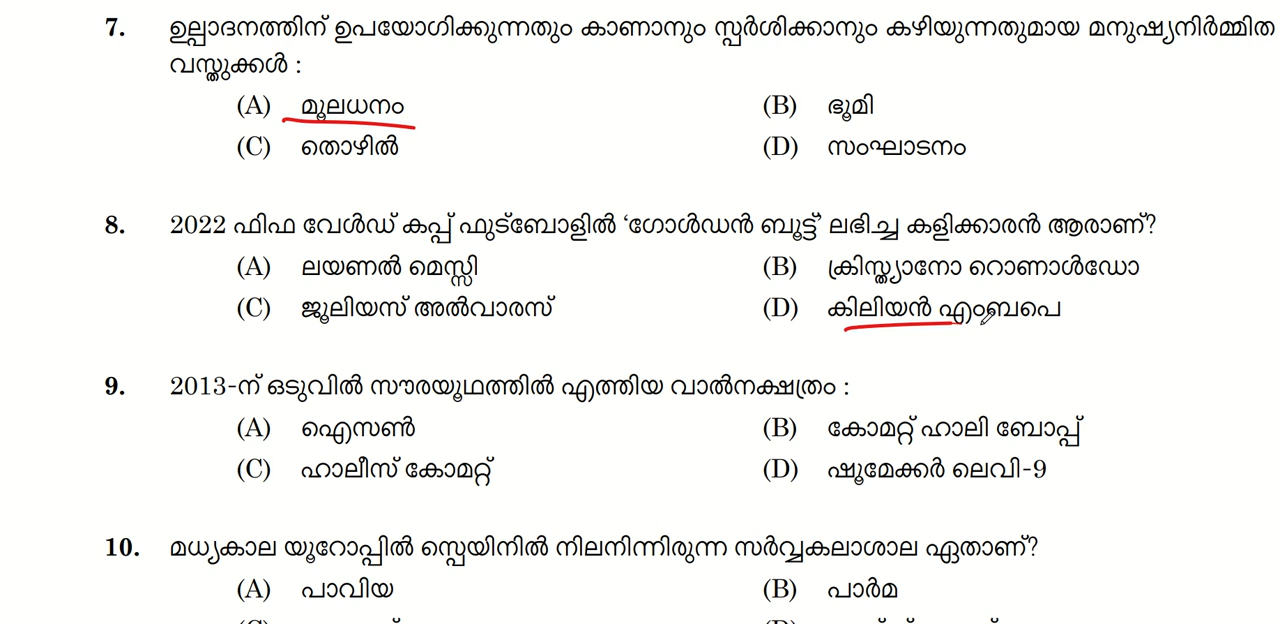 7. ഉല്പാദനത്തിന് ഉപയോഗിക്കുന്നതും കാണാനും സ്പർശിക്കാനും കഴിയുന്നതുമായ മനുഷ്യനിർമ്മിത
വസ്തുക്കൾ :
(A) മൂലധനം (B) ഭൂമി
(C) തൊഴിൽ (D) സംഘാടനം
8. 2022 ഫിഫ വേൾഡ് കപ്പ് ഫുട്ബോളിൽ ‘ഗോൾഡൻ ബൂട്ട്’ ലഭിച്ച കളിക്കാരൻ ആരാണ്?
(A) ലയണൽ മെസ്സി (B) ക്രിസ്ത്യാനോ റൊണാൾഡോ
(C) ജൂലിയസ് അൽവാരസ് (D) കിലിയൻ എംബപെ
9. 2013-ന് ഒടുവിൽ സൗരയൂഥത്തിൽ എത്തിയ വാൽനക്ഷത്രം :
(A) ഐസൺ (B) കോമറ്റ് ഹാലി ബോപ്പ്
(C) ഹാലീസ് കോമറ്റ് (D) ഷൂമേക്കർ ലെവി-9
10. മധ്യകാല യൂറോപ്പിൽ സ്പെയിനിൽ നിലനിന്നിരുന്ന സർവ്വകലാശാല ഏതാണ്?
(A) പാവിയ (B) പാർമ